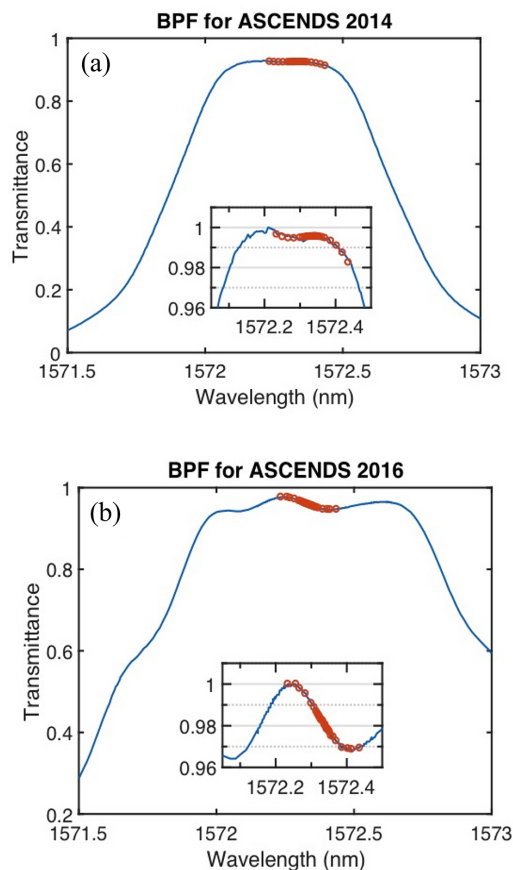 BPF for ASCENDS 2014
(a)
1
0.8
0.6
0.4
0.2
0
Transmittance
1
0.98
0.96
1572.2 1572.4
1571.5 1572 1572.5 1573
Wavelength (nm)
BPF for ASCENDS 2016
(b)
1
0.8
0.6
0.4
0.2
Transmittance
1
0.98
0.96
1572.2 1572.4
1571.5 1572 1572.5 1573
Wavelength (nm)